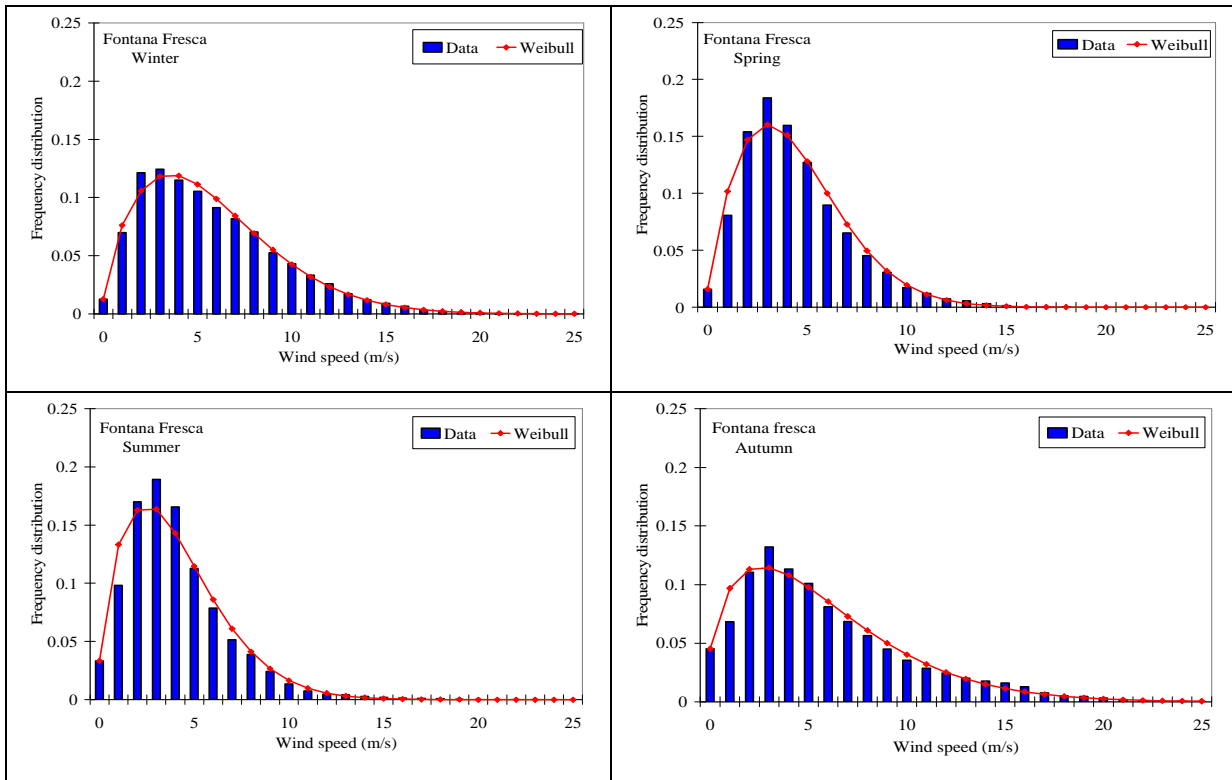 Fontana Fresca
Winter
Data
Weibull
Frequency distribution
0.25
0.2
0.15
0.1
0.05
0
0 5 10 15 20 25
Wind speed (m/s)
Fontana Fresca
Spring
Data
Weibull
Frequency distribution
0.25
0.2
0.15
0.1
0.05
0
0 5 10 15 20 25
Wind speed (m/s)
Fontana Fresca
Summer
Data
Weibull
Frequency distribution
0.25
0.2
0.15
0.1
0.05
0
0 5 10 15 20 25
Wind speed (m/s)
Fontana fresca
Autumn
Data
Weibull
Frequency distribution
0.25
0.2
0.15
0.1
0.05
0
0 5 10 15 20 25
Wind speed (m/s)